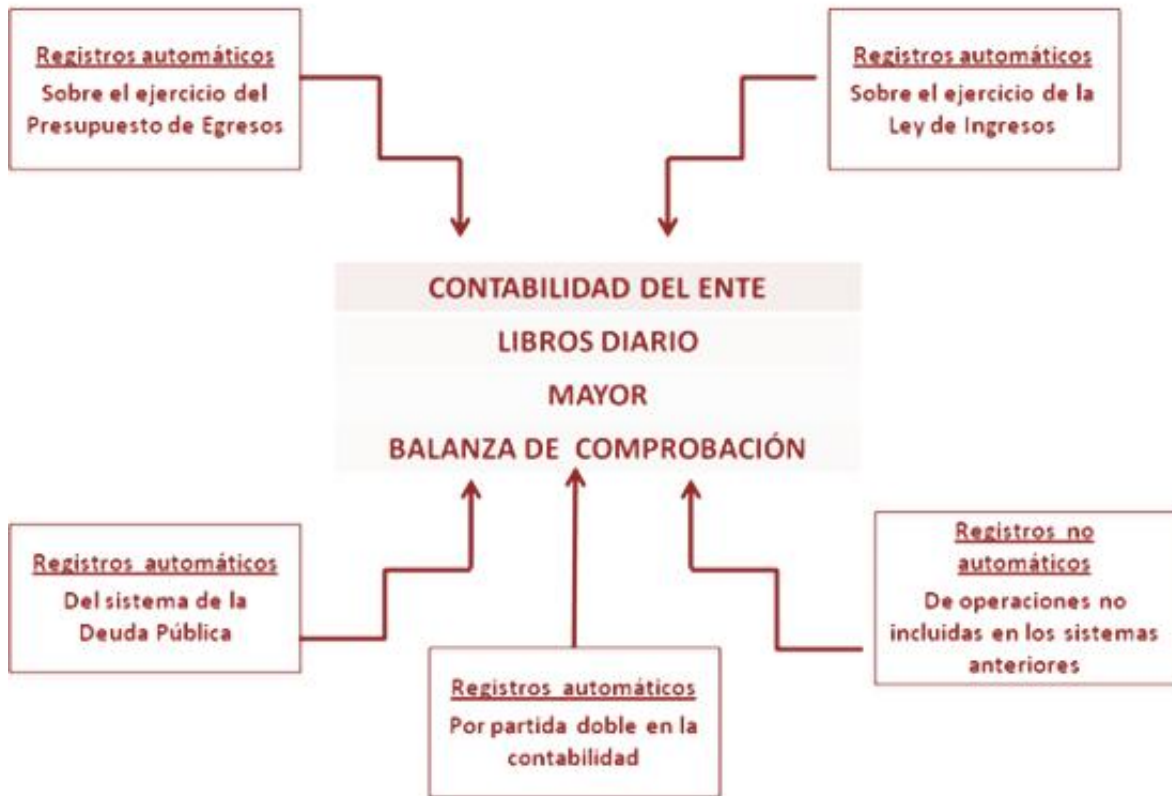 Registros automáticos
Sobre el ejercicio del
Presupuesto de Egresos
Registros automáticos
Sobre el ejercicio de la
Ley de Ingresos
CONTABILIDAD DEL ENTE
LIBROS DIARIO
MAYOR
BALANZA DE COMPROBACIÓN
Registros automáticos
Del sistema de la
Deuda Pública
Registros automáticos
Por partida doble en la
contabilidad
Registros no
automáticos
De operaciones no
incluidas en los sistemas
anteriores